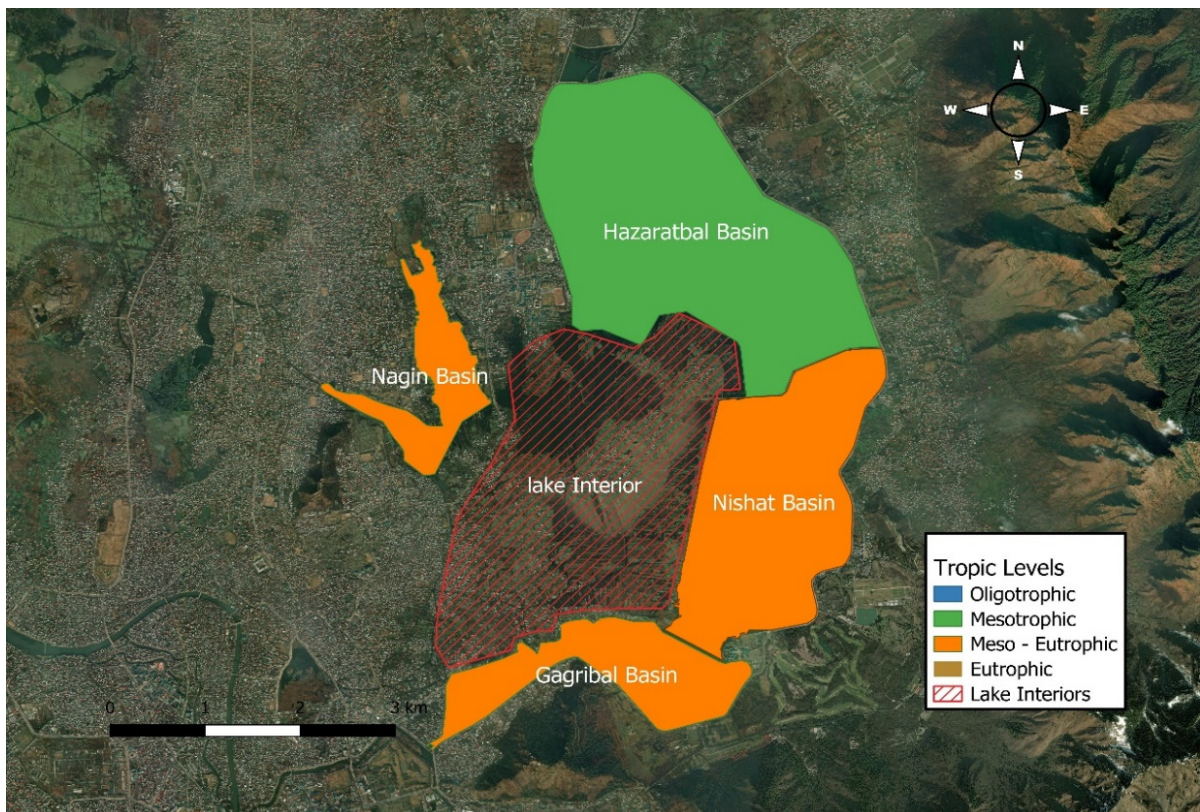 N
W E
S
Hazaratbal Basin
Nagin Basin
lake Interior
Nishat Basin
Gagribal Basin
0 1 2 3 km
Tropic Levels
Oligotrophic
Mesotrophic
Meso - Eutrophic
Eutrophic
Lake Interiors